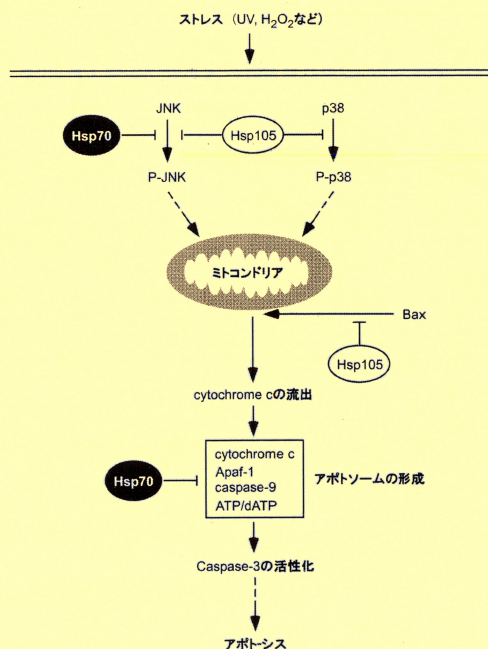 ストレス（UV, H₂O₂など）
JNK
p38
Hsp70
Hsp105
P-JNK
P-p38
ミトコンドリア
Bax
Hsp105
cytochrome cの流出
cytochrome c
Apaf-1
caspase-9
ATP/dATP
Hsp70
アポトソームの形成
Caspase-3の活性化
アポト-シス